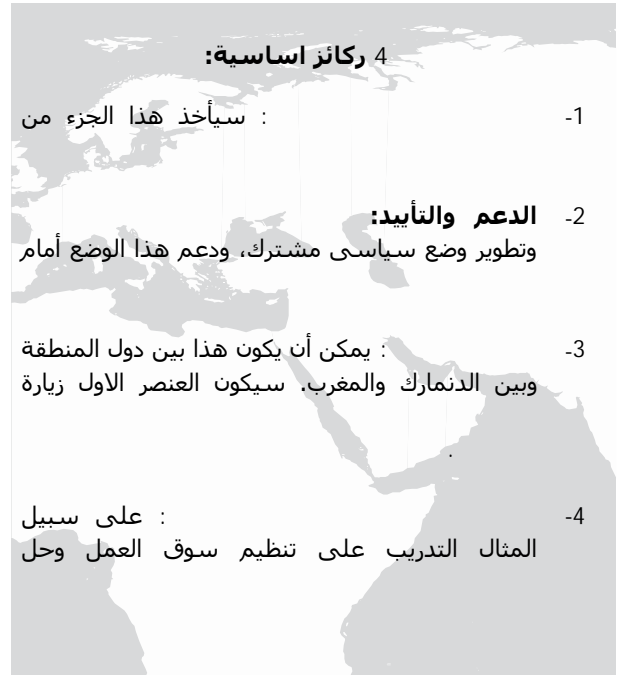 4 ركائز اساسية:
1- : سيأخذ هذا الجزء من
2- الدعم والتأييد:
وتطوير وضع سياسى مشترك، ودعم هذا الوضع أمام
3- : يمكن أن يكون هذا بين دول المنطقة
وبين الدنمارك والمغرب. سيكون العنصر الاول زيارة
.
4- : على سبيل
المثال التدريب على تنظيم سوق العمل وحل